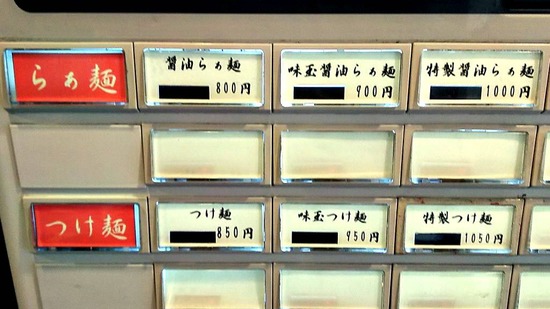 らぁ麺
醤油らぁ麺
800円
味玉醤油らぁ麺
900円
特製醤油らぁ麺
1000円
つけ麺
つけ麺
850円
味玉つけ麺
950円
特製つけ麺
1050円